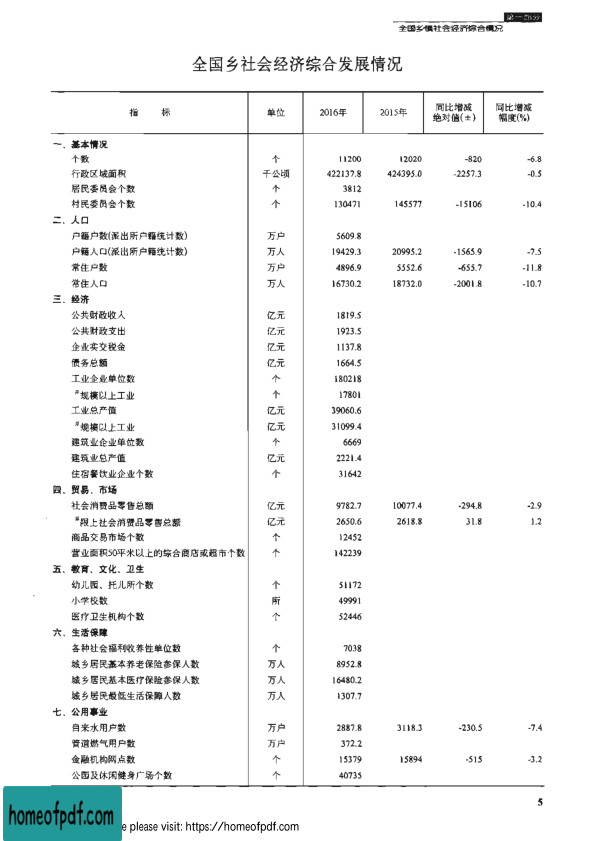 第一部分
全国乡镇社会经济综合情况
全国乡社会经济综合发展情况
指 标 单位 2016年 2015年 同比增减绝对值(±) 同比增减幅度(%)
一、基本情况
个数 个 11200 12020 -820 -6.8
行政区域面积 千公顷 422137.8 424395.0 -2257.3 -0.5
居民委员会个数 个 3812
村民委员会个数 个 130471 145577 -15106 -10.4
二、人口
户籍户数(派出所户籍统计数) 万户 5609.8
户籍人口(派出所户籍统计数) 万人 19429.3 20995.2 -1565.9 -7.5
常住户数 万户 4896.9 5552.6 -655.7 -11.8
常住人口 万人 16730.2 18732.0 -2001.8 -10.7
三、经济
公共财政收入 亿元 1819.5
公共财政支出 亿元 1923.5
企业实交税金 亿元 1137.8
债务总额 亿元 1664.5
工业企业单位数 个 180218
#规模以上工业 个 17801
工业总产值 亿元 39060.6
#规模以上工业 亿元 31099.4
建筑业企业单位数 个 6669
建筑业总产值 亿元 2221.4
住宿餐饮业企业个数 个 31642
四、贸易、市场
社会消费品零售总额 亿元 9782.7 10077.4 -294.8 -2.9
#限上社会消费品零售总额 亿元 2650.6 2618.8 31.8 1.2
商品交易市场个数 个 12452
营业面积50平米以上的综合商店或超市个数 个 142239
五、教育、文化、卫生
幼儿园、托儿所个数 个 51172
小学校数 所 49991
医疗卫生机构个数 个 52446
六、生活保障
各种社会福利收养性单位数 个 7038
城乡居民基本养老保险参保人数 万人 8952.8
城乡居民基本医疗保险参保人数 万人 16480.2
城乡居民最低生活保障人数 万人 1307.7
七、公用事业
自来水用户数 万户 2887.8 3118.3 -230.5 -7.4
管道燃气用户数 万户 372.2
金融机构网点数 个 15379 15894 -515 -3.2
公园及休闲健身广场个数 个 40735
5
homeofpdf.com
e please visit: https://homeofpdf.com